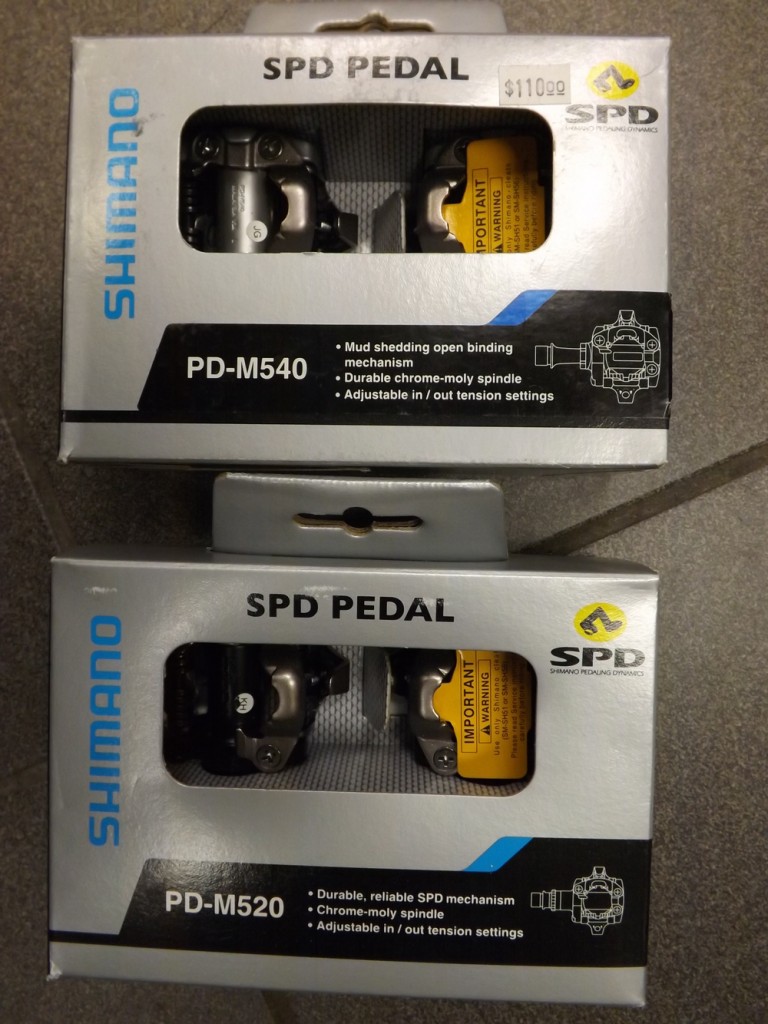 SPD PEDAL
$110.00
SPD
SHIMANO PEDALING DYNAMICS
SHIMANO
JG
IMPORTANT
WARNING
PD-M540
• Mud shedding open binding
mechanism
• Durable chrome-moly spindle
• Adjustable in / out tension settings
SPD PEDAL
SPD
SHIMANO PEDALING DYNAMICS
SHIMANO
KH
IMPORTANT
WARNING
Use only Shimano
PD-M520
• Durable, reliable SPD mechanism
• Chrome-moly spindle
• Adjustable in / out tension settings